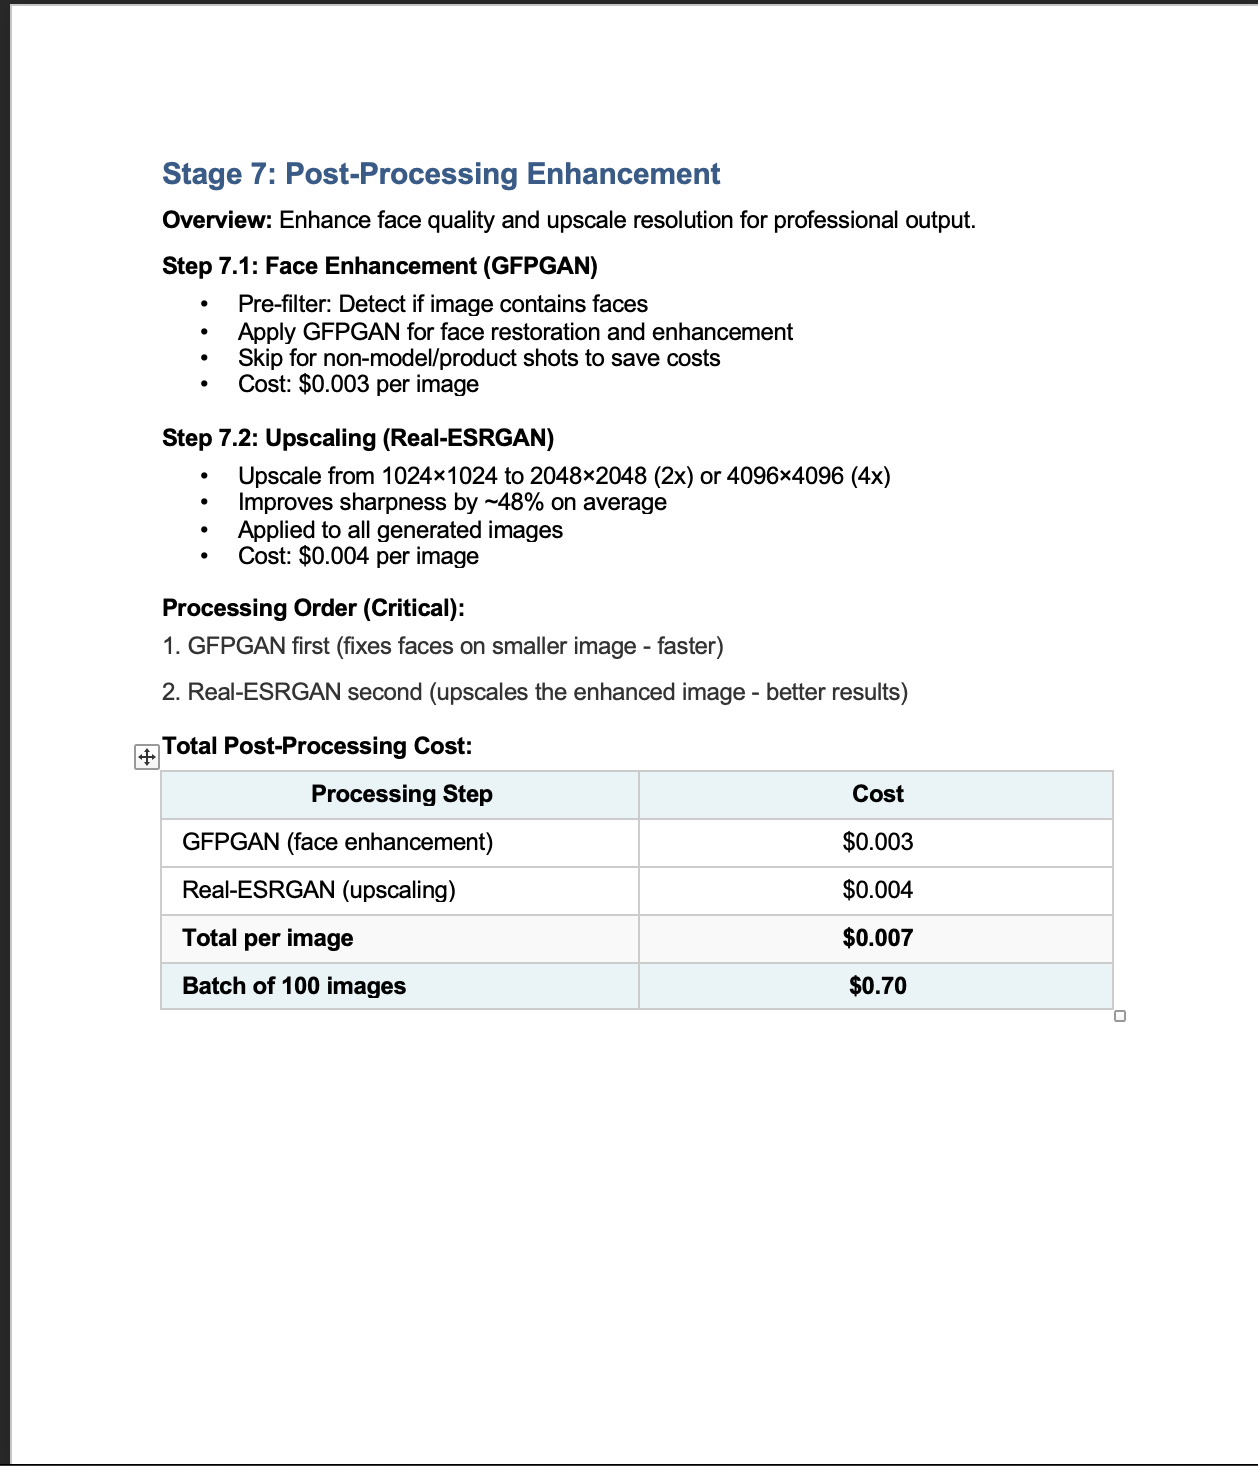 Stage 7: Post-Processing Enhancement
Overview: Enhance face quality and upscale resolution for professional output.
Step 7.1: Face Enhancement (GFPGAN)
• Pre-filter: Detect if image contains faces
• Apply GFPGAN for face restoration and enhancement
• Skip for non-model/product shots to save costs
• Cost: $0.003 per image
Step 7.2: Upscaling (Real-ESRGAN)
• Upscale from 1024×1024 to 2048×2048 (2x) or 4096×4096 (4x)
• Improves sharpness by ~48% on average
• Applied to all generated images
• Cost: $0.004 per image
Processing Order (Critical):
1. GFPGAN first (fixes faces on smaller image - faster)
2. Real-ESRGAN second (upscales the enhanced image - better results)
Total Post-Processing Cost:
Processing Step Cost
GFPGAN (face enhancement) $0.003
Real-ESRGAN (upscaling) $0.004
Total per image $0.007
Batch of 100 images $0.70